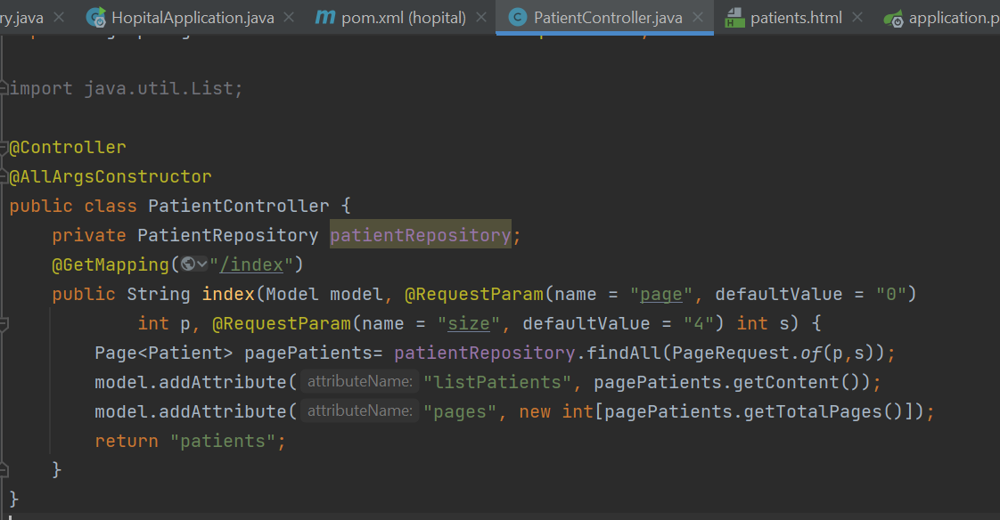 ry.java HopitalApplication.java pom.xml (hopital) PatientController.java patients.html application.p
import java.util.List;
@Controller
@AllArgsConstructor
public class PatientController {
private PatientRepository patientRepository;
@GetMapping("/index")
public String index(Model model, @RequestParam(name = "page", defaultValue = "0")
int p, @RequestParam(name = "size", defaultValue = "4") int s) {
Page<Patient> pagePatients= patientRepository.findAll(PageRequest.of(p,s));
model.addAttribute( attributeName: "listPatients", pagePatients.getContent());
model.addAttribute( attributeName: "pages", new int[pagePatients.getTotalPages()]);
return "patients";
}
}